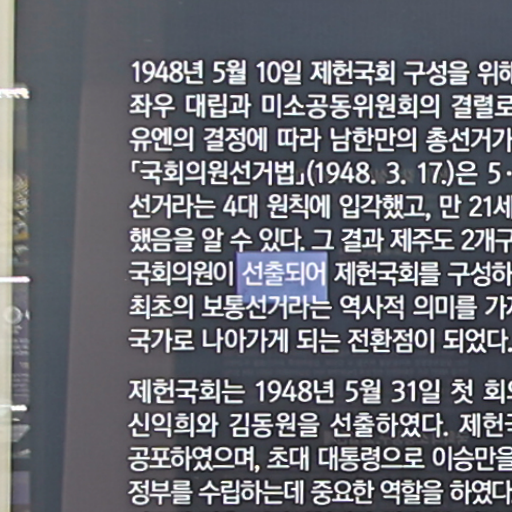 1948년 5월 10일 제헌국회 구성을 위해
좌우 대립과 미소공동위원회의 결렬로
유엔의 결정에 따라 남한만의 총선거가
「국회의원선거법」(1948. 3. 17.)은 5·
선거라는 4대 원칙에 입각했고, 만 21세
했음을 알 수 있다. 그 결과 제주도 2개구
국회의원이 선출되어 제헌국회를 구성하
최초의 보통선거라는 역사적 의미를 가
국가로 나아가게 되는 전환점이 되었다.
제헌국회는 1948년 5월 31일 첫 회의
신익희와 김동원을 선출하였다. 제헌국
공포하였으며, 초대 대통령으로 이승만을
정부를 수립하는데 중요한 역할을 하였다